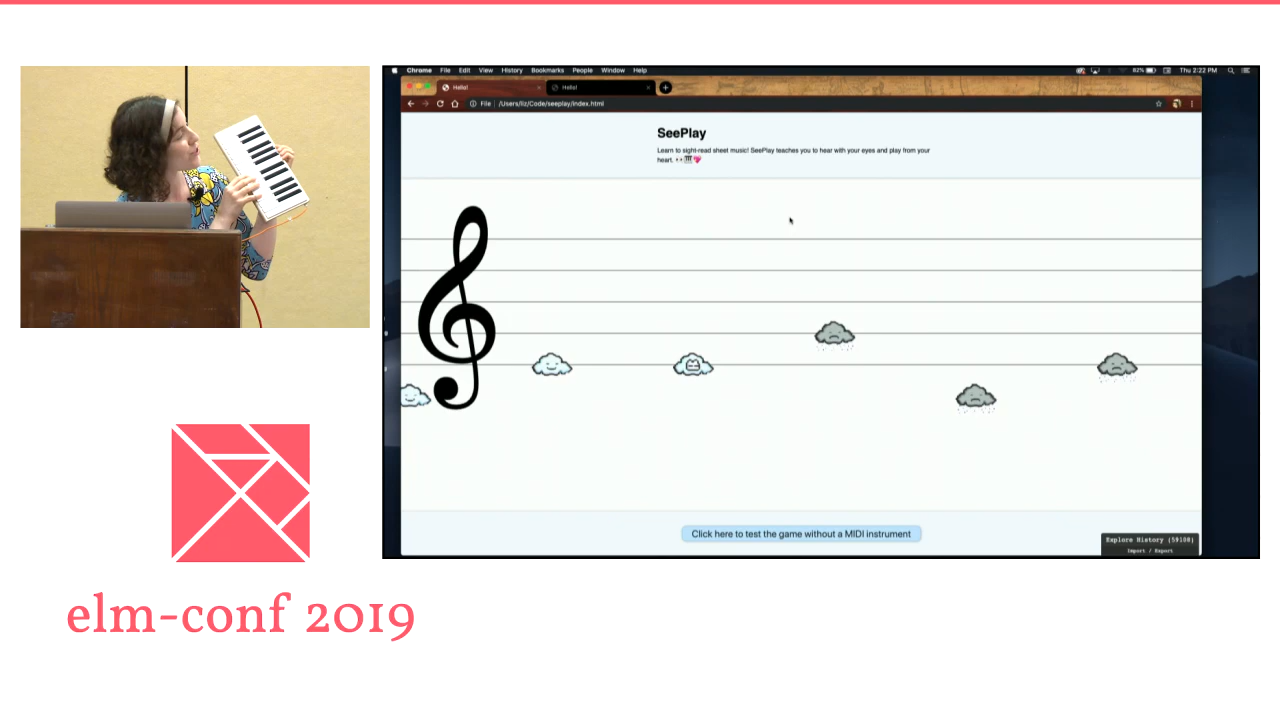 Chrome File Edit View History Bookmarks People Window Help
82% Thu 2:22 PM
Hello!
Hello!
File /Users/liz/Code/seeplay/index.html
SeePlay
Learn to sight-read sheet music! SeePlay teaches you to hear with your eyes and play from your
heart. 👀🎹💖
Click here to test the game without a MIDI instrument
Explore History (59100)
Import / Export
elm-conf 2019